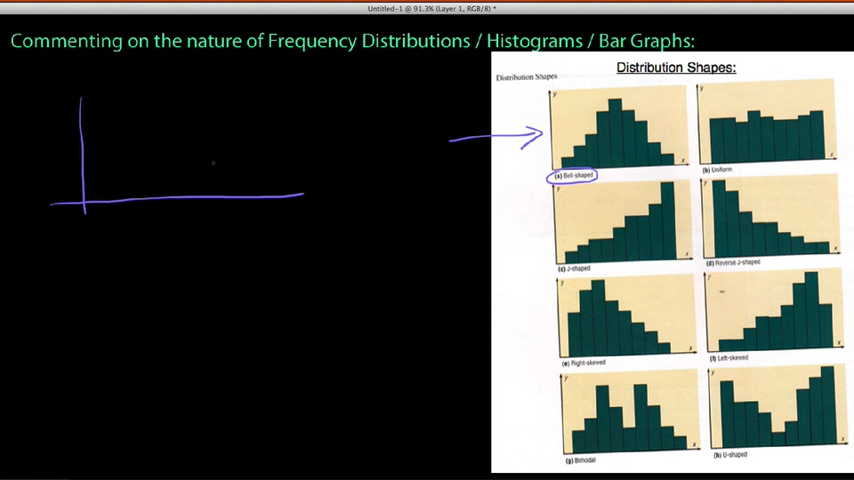 Untitled-1 @ 91.3% (Layer 1, RGB/8) *
Commenting on the nature of Frequency Distributions / Histograms / Bar Graphs:
Distribution Shapes:
Distribution Shapes
y
x
(a) Bell-shaped
y
x
(b) Uniform
y
x
(c) J-shaped
y
x
(d) Reverse J-shaped
y
x
(e) Right-skewed
y
x
(f) Left-skewed
y
x
(g) Bimodal
y
x
(h) U-shaped